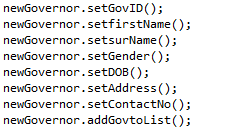 newGovernor.setGovID();
newGovernor.setfirstName();
newGovernor.setsurName();
newGovernor.setGender();
newGovernor.setDOB();
newGovernor.setAddress();
newGovernor.setContactNo();
newGovernor.addGovtoList();